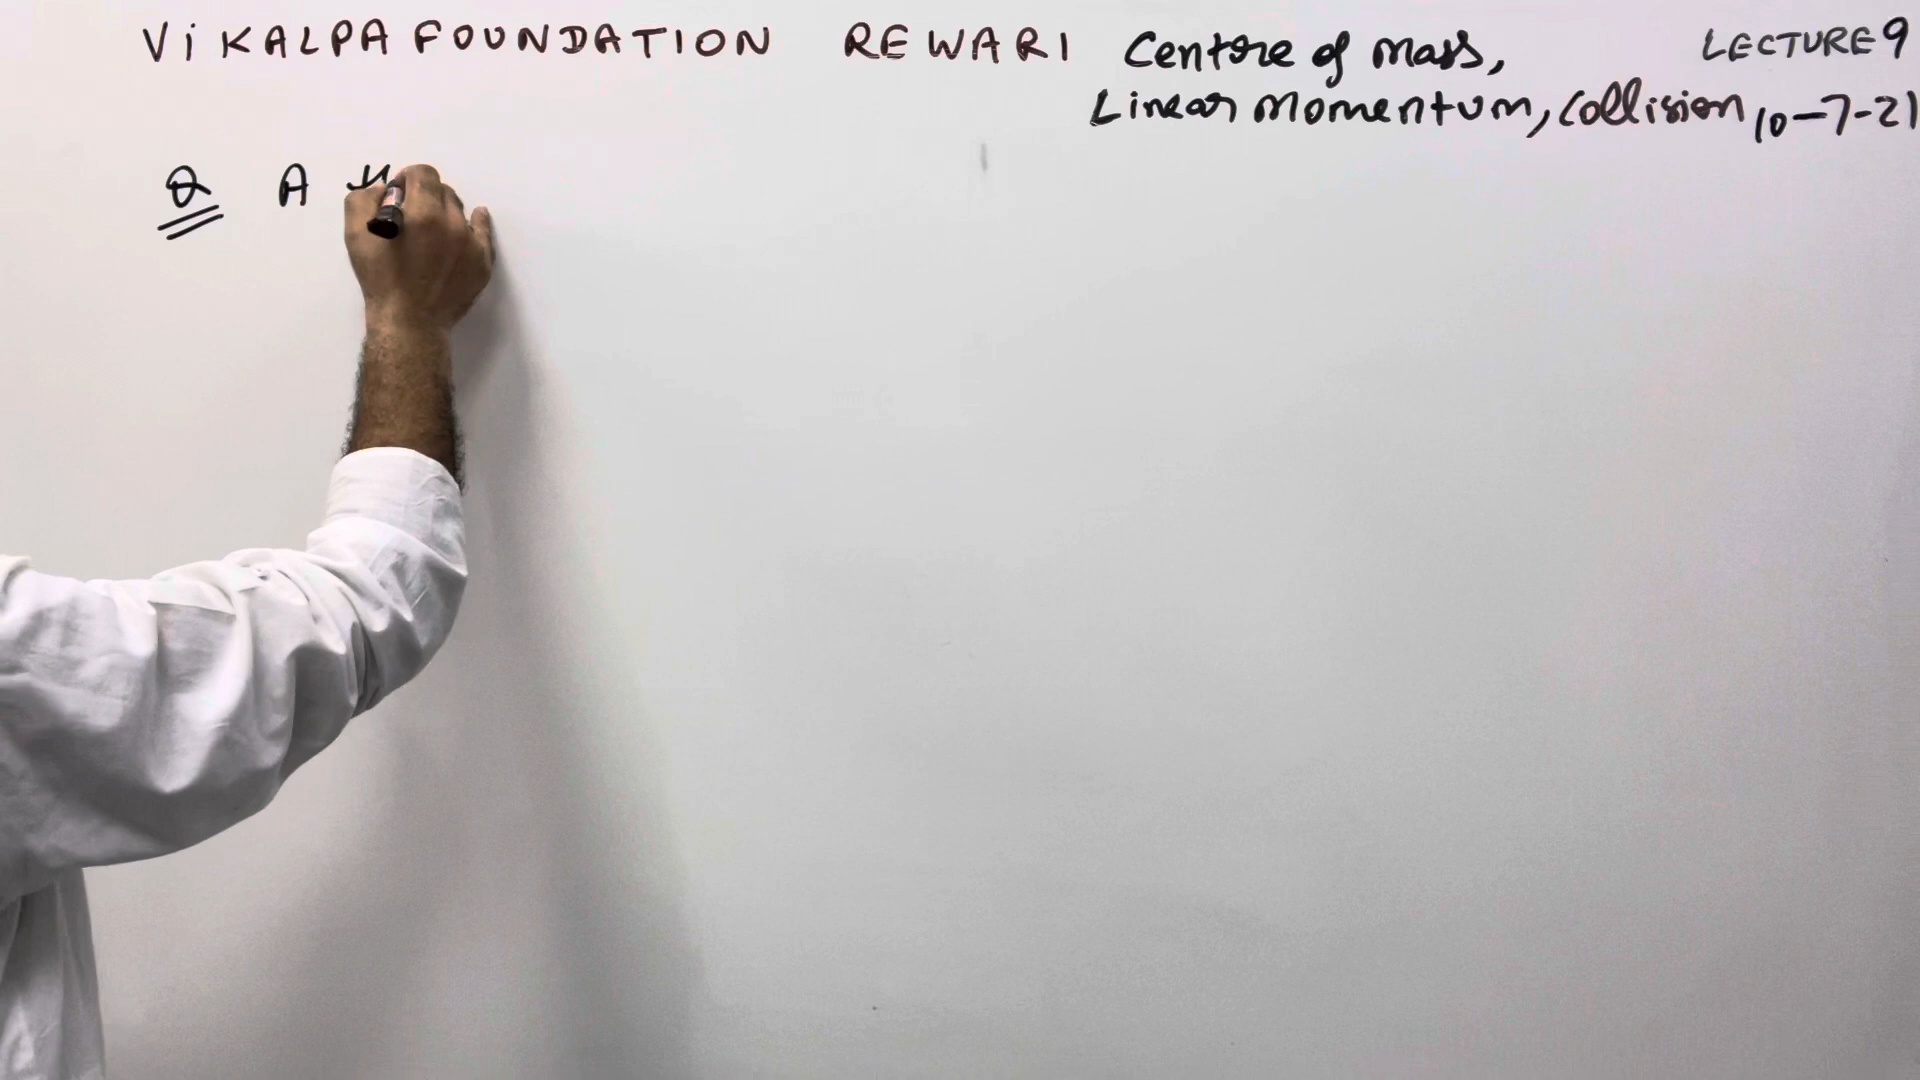 ViKALPA FOUNDATION REWARI Centre of mass, LECTURE 9
Linear Momentum, Collision 10-7-21
Q A